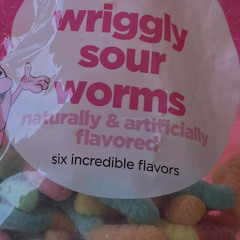 wriggly
sour
worms
naturally & artificially
flavored
six incredible flavors